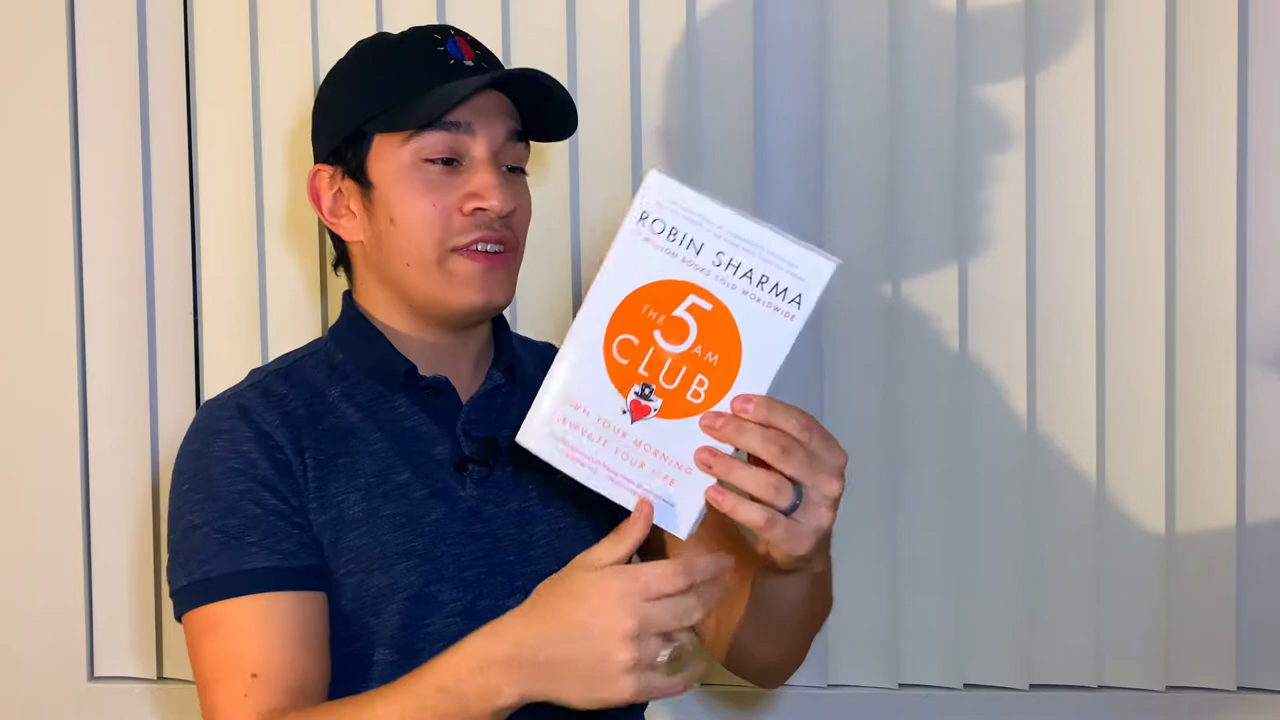 ROBIN SHARMA
MILLION BOOKS SOLD WORLDWIDE
THE 5 AM
CLUB
OWN YOUR MORNING
ELEVATE YOUR LIFE